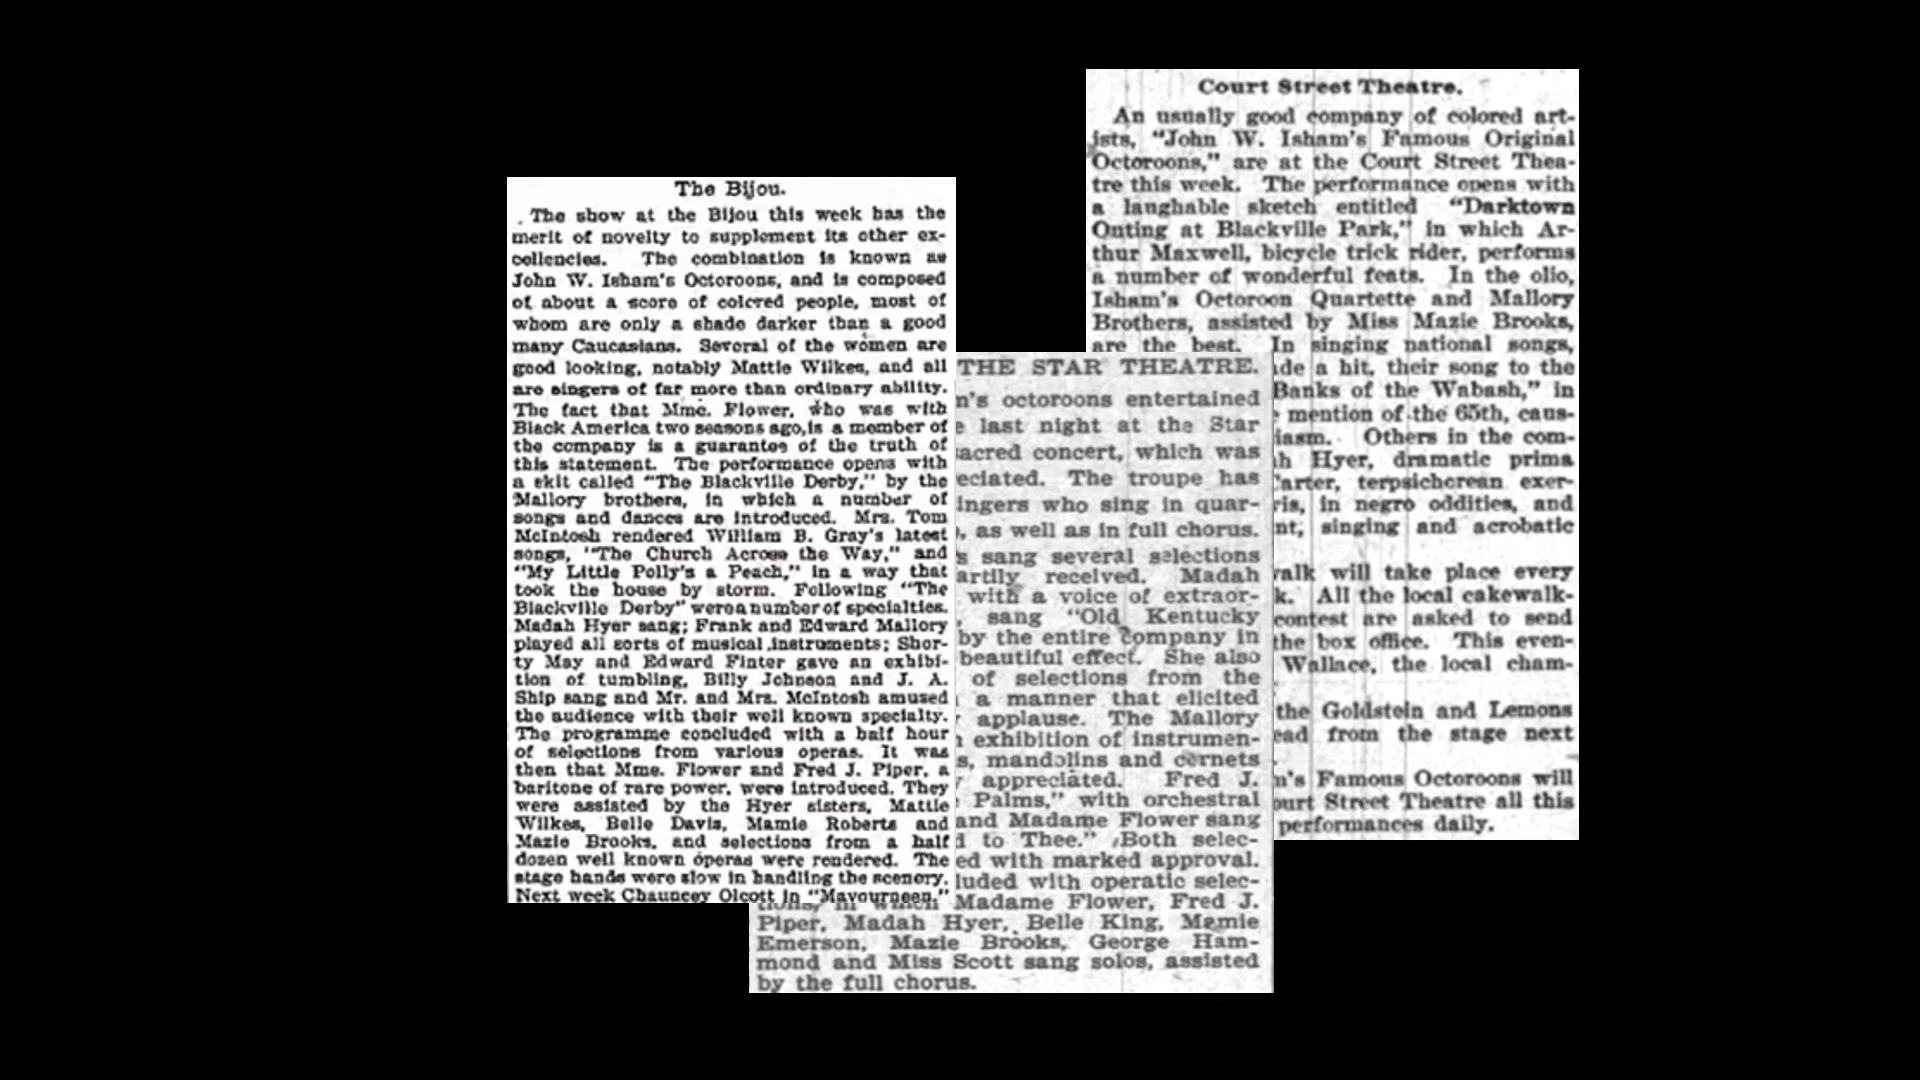 The Bijou.
The show at the Bijou this week has the
merit of novelty to supplement its other ex-
cellencies. The combination is known as
John W. Isham's Octoroons, and is composed
of about a score of colored people, most of
whom are only a shade darker than a good
many Caucasians. Several of the women are
good looking, notably Mattie Wilkes, and all
are singers of far more than ordinary ability.
The fact that Mme. Flower, who was with
Black America two seasons ago, is a member of
the company is a guarantee of the truth of
this statement. The performance opens with
a skit called "The Blackville Derby," by the
Mallory brothers, in which a number of
songs and dances are introduced. Mrs. Tom
McIntosh rendered William B. Gray's latest
songs, "The Church Across the Way," and
"My Little Polly's a Peach," in a way that
took the house by storm. Following "The
Blackville Derby" were a number of specialties.
Madah Hyer sang; Frank and Edward Mallory
played all sorts of musical instruments; Shor-
ty May and Edward Finter gave an exhibi-
tion of tumbling, Billy Johnson and J. A.
Ship sang and Mr. and Mrs. McIntosh amused
the audience with their well known specialty.
The programme concluded with a half hour
of selections from various operas. It was
then that Mme. Flower and Fred J. Piper, a
baritone of rare power, were introduced. They
were assisted by the Hyer sisters, Mattie
Wilkes, Belle Davis, Mamie Roberts and
Mazie Brooks, and selections from a half
dozen well known operas were rendered. The
stage hands were slow in handling the scenery.
Next week Chauncey Olcott in "Mavourneen."
THE STAR THEATRE.
n's octoroons entertained
e last night at the Star
acred concert, which was
eciated. The troupe has
ingers who sing in quar-
, as well as in full chorus.
s sang several selections
artily received. Madah
with a voice of extraor-
, sang "Old Kentucky
by the entire company in
beautiful effect. She also
of selections from the
a manner that elicited
applause. The Mallory
exhibition of instrumen-
s, mandolins and cornets
appreciated. Fred J.
Palms," with orchestral
and Madame Flower sang
d to Thee." Both selec-
ed with marked approval.
luded with operatic selec-
tions, in which Madame Flower, Fred J.
Piper, Madah Hyer, Belle King, Mamie
Emerson, Mazie Brooks, George Ham-
mond and Miss Scott sang solos, assisted
by the full chorus.
Court Street Theatre.
An usually good company of colored art-
ists, "John W. Isham's Famous Original
Octoroons," are at the Court Street Thea-
tre this week. The performance opens with
a laughable sketch entitled "Darktown
Outing at Blackville Park," in which Ar-
thur Maxwell, bicycle trick rider, performs
a number of wonderful feats. In the olio,
Isham's Octoroon Quartette and Mallory
Brothers, assisted by Miss Mazie Brooks,
are the best. In singing national songs,
de a hit, their song to the
Banks of the Wabash," in
mention of the 65th, caus-
iasm. Others in the com-
h Hyer, dramatic prima
Carter, terpsichorean exer-
ris, in negro oddities, and
nt, singing and acrobatic
walk will take place every
k. All the local cakewalk-
contest are asked to send
the box office. This even-
Wallace, the local cham-
the Goldstein and Lemons
ead from the stage next
n's Famous Octoroons will
ourt Street Theatre all this
performances daily.